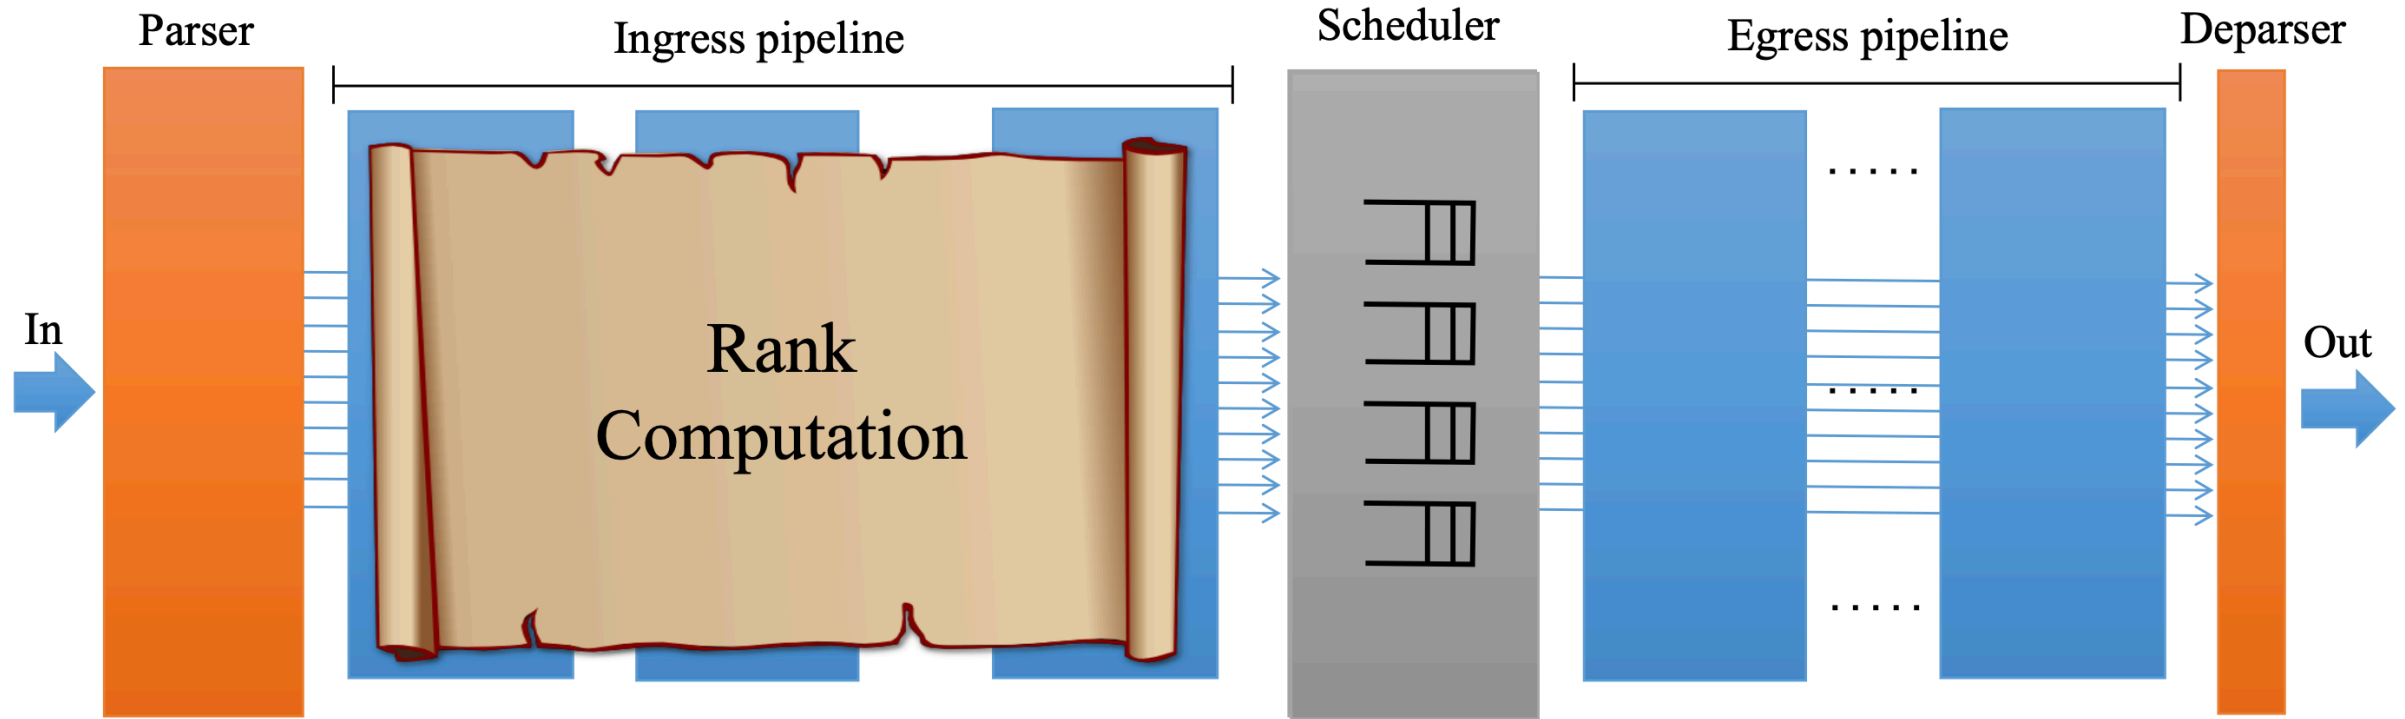 Parser
Ingress pipeline
Scheduler
Egress pipeline
Deparser
In
Rank
Computation
Out